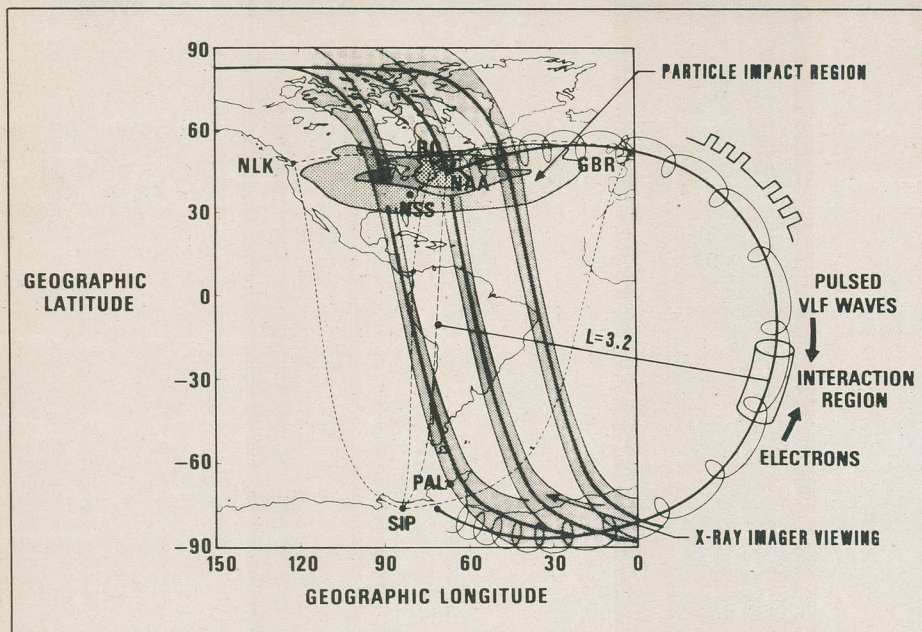 90
60
30
0
−30
−60
−90
150
120
90
60
30
0
GEOGRAPHIC
LATITUDE
GEOGRAPHIC LONGITUDE
PARTICLE IMPACT REGION
NLK
RO
NAA
NSS
GBR
PULSED
VLF WAVES
L=3.2
INTERACTION
REGION
ELECTRONS
PAL
SIP
X-RAY IMAGER VIEWING